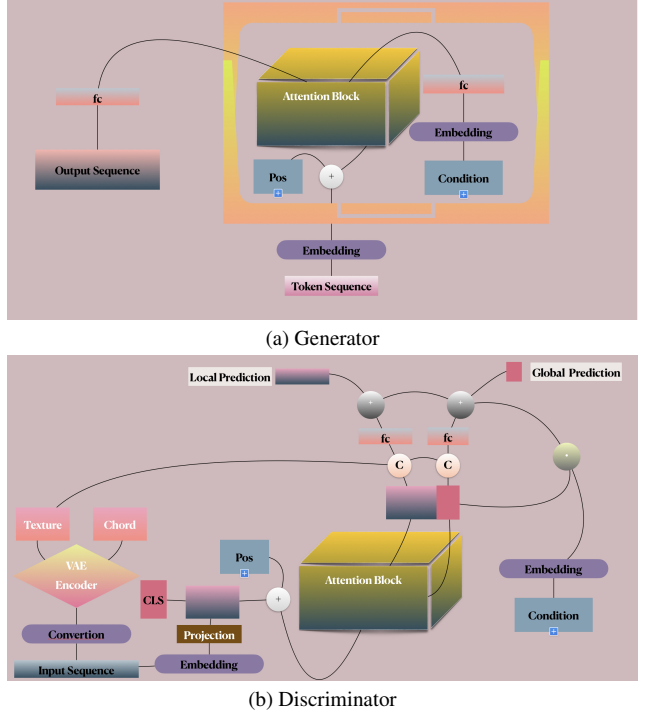 fc
Attention Block
fc
Embedding
Output Sequence
Pos
+
Condition
Embedding
Token Sequence
(a) Generator
Local Prediction
Global Prediction
+
+
fc
fc
C
C
*
Texture
Chord
VAE
Encoder
Pos
Attention Block
Embedding
CLS
+
Condition
Convertion
Projection
Input Sequence
Embedding
(b) Discriminator